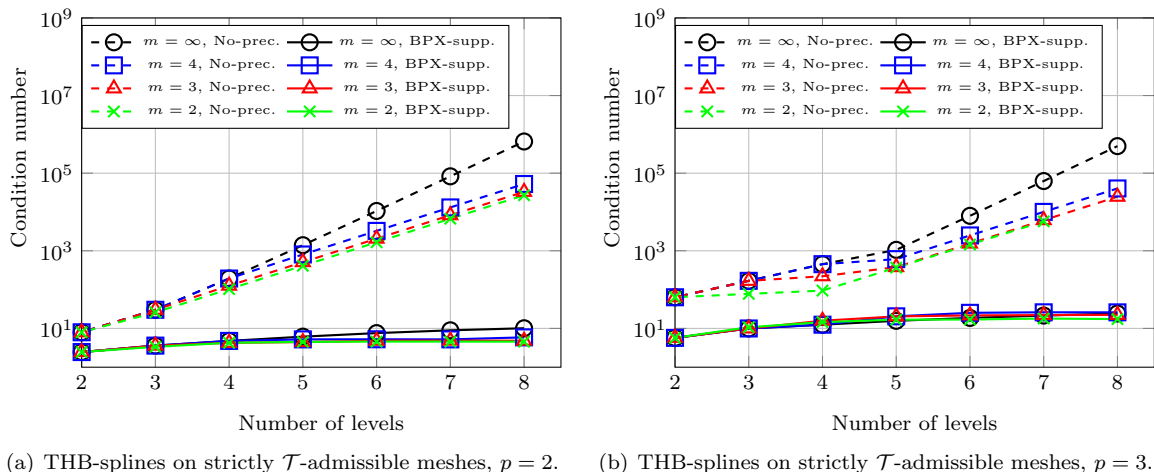 10^9
10^7
10^5
10^3
10^1
Condition number
m = ∞, No-prec.
m = ∞, BPX-supp.
m = 4, No-prec.
m = 4, BPX-supp.
m = 3, No-prec.
m = 3, BPX-supp.
m = 2, No-prec.
m = 2, BPX-supp.
2 3 4 5 6 7 8
Number of levels
(a) THB-splines on strictly 𝒯-admissible meshes, p = 2.
10^9
10^7
10^5
10^3
10^1
Condition number
m = ∞, No-prec.
m = ∞, BPX-supp.
m = 4, No-prec.
m = 4, BPX-supp.
m = 3, No-prec.
m = 3, BPX-supp.
m = 2, No-prec.
m = 2, BPX-supp.
2 3 4 5 6 7 8
Number of levels
(b) THB-splines on strictly 𝒯-admissible meshes, p = 3.